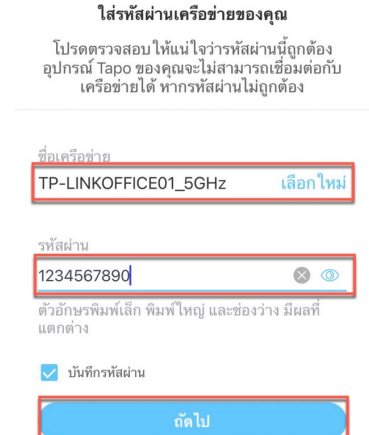 ใส่รหัสผ่านเครือข่ายของคุณ
โปรดตรวจสอบ ให้แน่ใจว่ารหัสผ่านนี้ถูกต้อง
อุปกรณ์ Tapo ของคุณจะไม่สามารถเชื่อมต่อกับ
เครือข่ายได้ หากรหัสผ่านไม่ถูกต้อง
ชื่อเครือข่าย
TP-LINKOFFICE01_5GHz เลือกใหม่
รหัสผ่าน
1234567890
ตัวอักษรพิมพ์เล็ก พิมพ์ใหญ่ และช่องว่าง มีผลที่
แตกต่าง
บันทึกรหัสผ่าน
ถัดไป